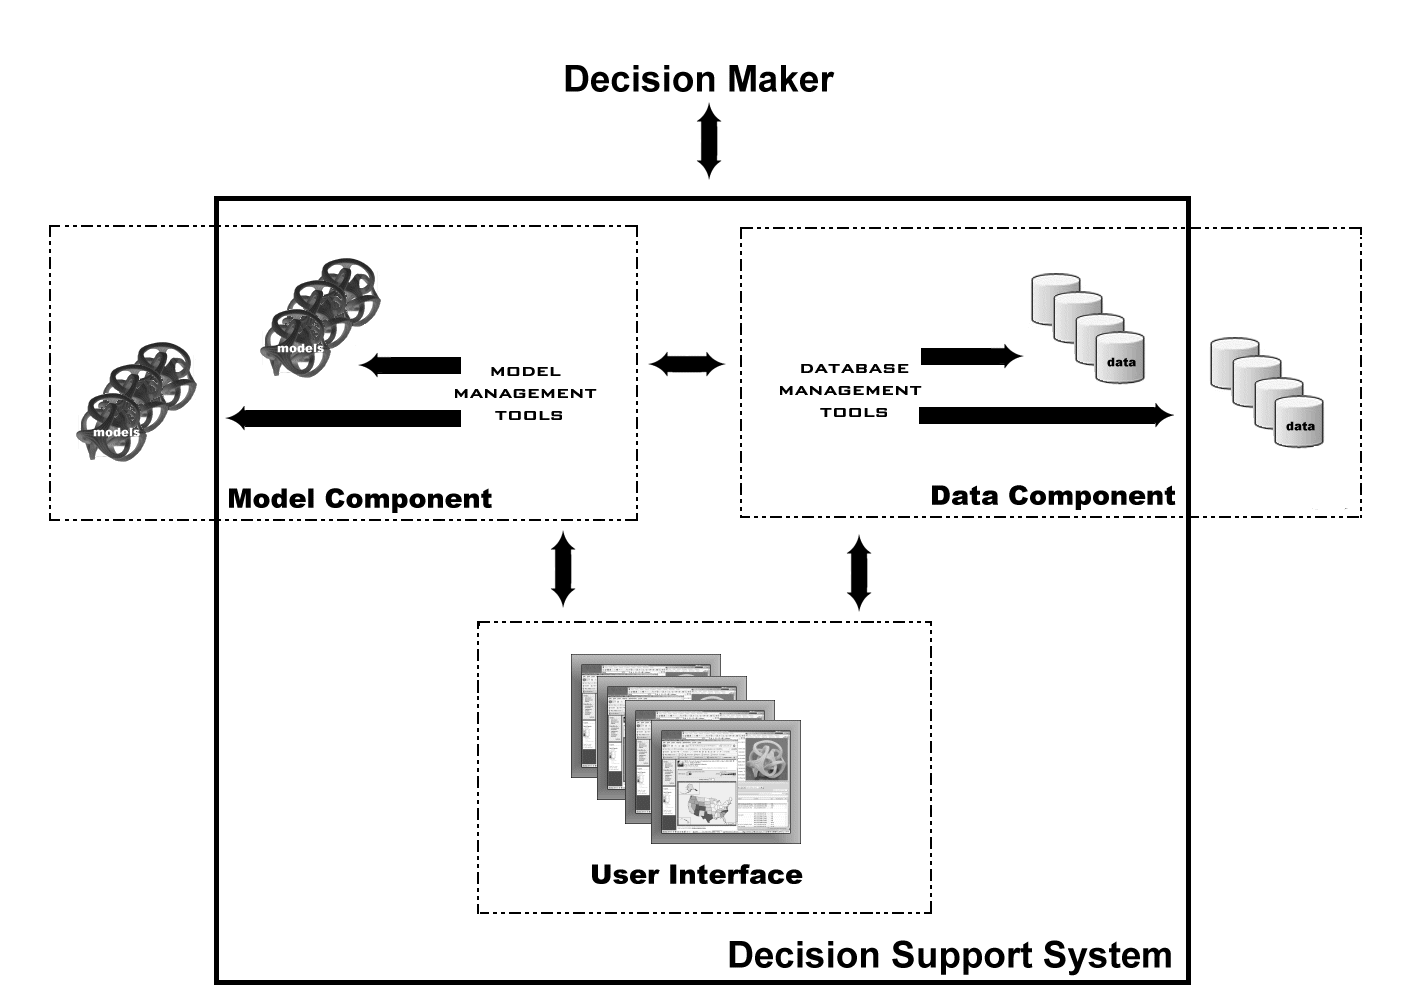 Decision Maker
models
models
MODEL
MANAGEMENT
TOOLS
Model Component
DATABASE
MANAGEMENT
TOOLS
data
data
Data Component
User Interface
Decision Support System